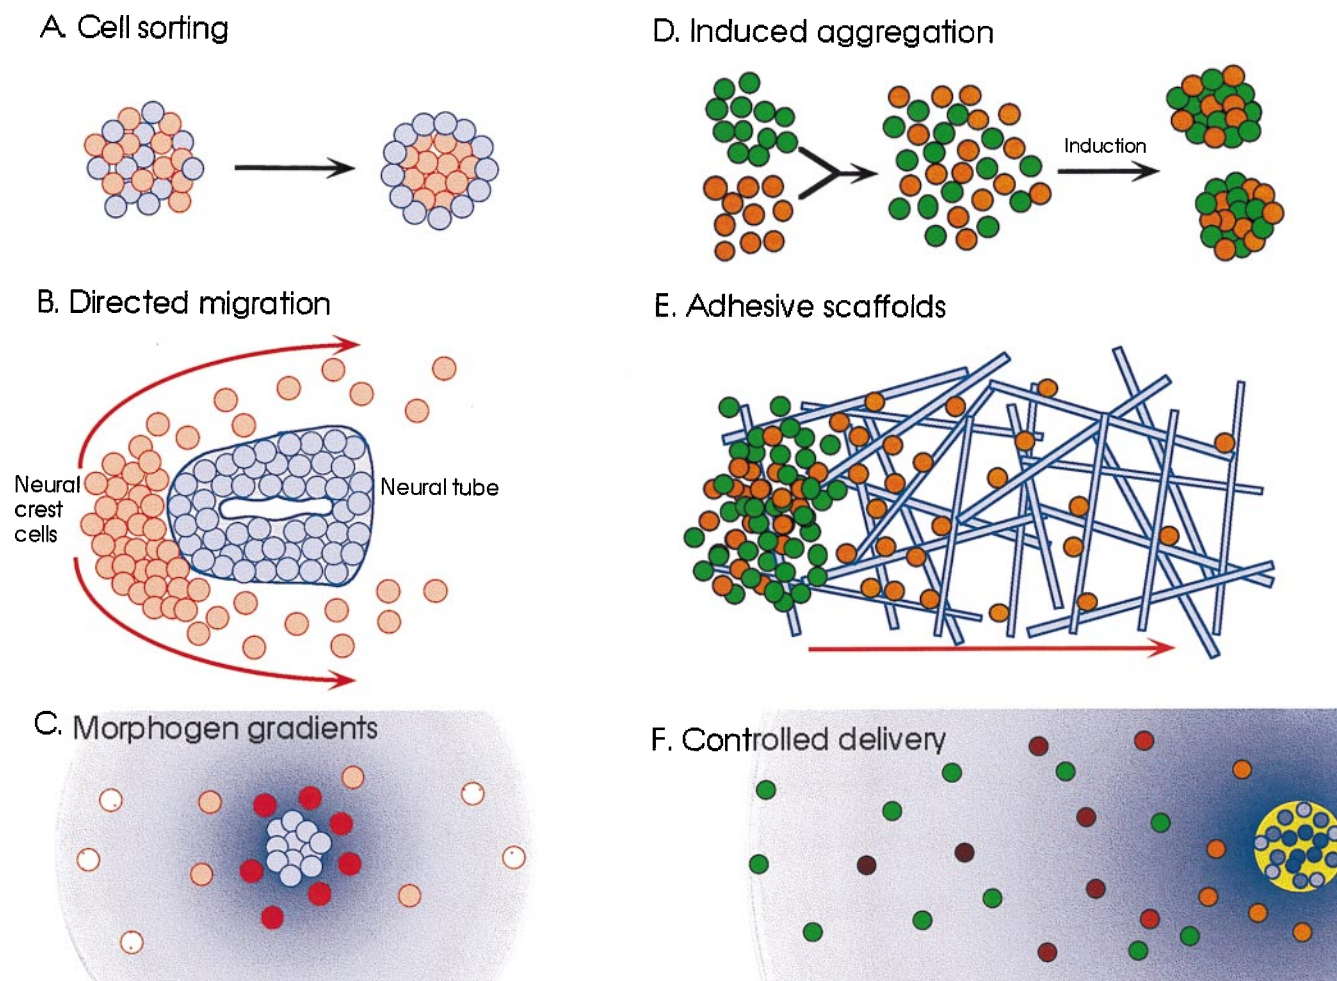 A. Cell sorting
B. Directed migration
Neural
crest
cells
Neural tube
C. Morphogen gradients
D. Induced aggregation
Induction
E. Adhesive scaffolds
F. Controlled delivery